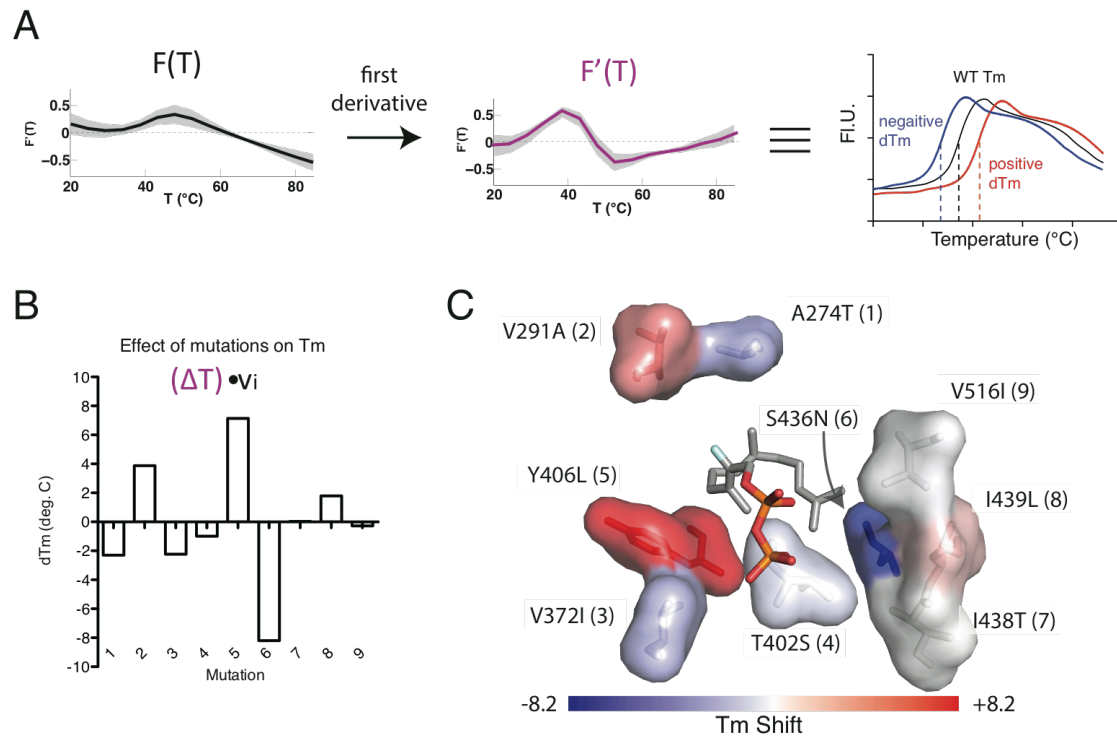 A
F(T)
first
derivative
F'(T)
F'(T)
0.5
0
−0.5
20
40
60
80
T (°C)
F'(T)
0.5
0
−0.5
20
40
60
80
T (°C)
WT Tm
negaitive
dTm
positive
dTm
Fl.U.
Temperature (°C)
B
Effect of mutations on Tm
(ΔT) •Vi
dTm (deg. C)
10
8
6
4
2
0
-2
-4
-6
-8
-10
1 2 3 4 5 6 7 8 9
Mutation
C
V291A (2)
A274T (1)
V516I (9)
S436N (6)
Y406L (5)
I439L (8)
V372I (3)
T402S (4)
I438T (7)
-8.2
+8.2
Tm Shift